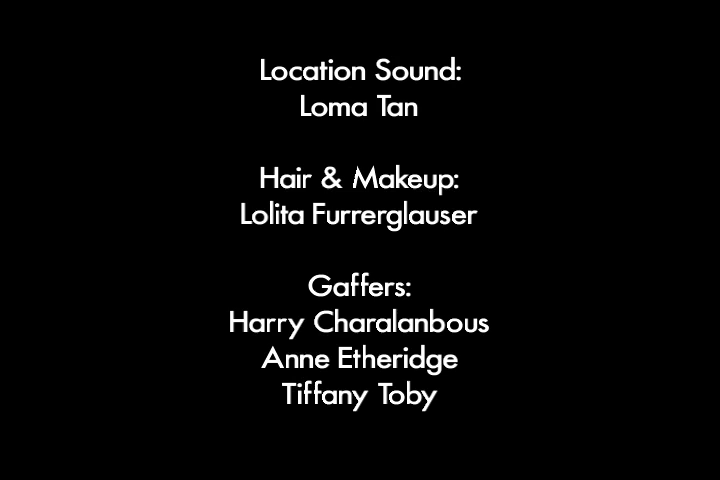 Location Sound:
Loma Tan
Hair & Makeup:
Lolita Furrerglauser
Gaffers:
Harry Charalanbous
Anne Etheridge
Tiffany Toby